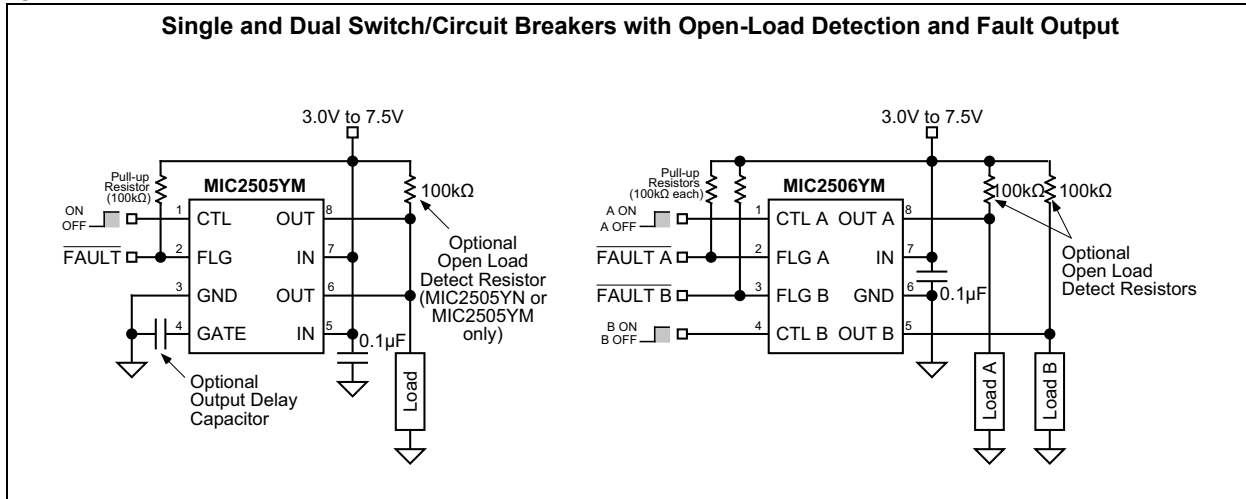 Single and Dual Switch/Circuit Breakers with Open-Load Detection and Fault Output
3.0V to 7.5V
Pull-up
Resistor
(100kΩ)
MIC2505YM
100kΩ
ON
OFF
1
CTL
OUT
8
FAULT
2
FLG
IN
7
3
GND
OUT
6
4
GATE
IN
5
0.1µF
Optional
Open Load
Detect Resistor
(MIC2505YN or
MIC2505YM
only)
Optional
Output Delay
Capacitor
Load
3.0V to 7.5V
Pull-up
Resistors
(100kΩ each)
MIC2506YM
100kΩ
100kΩ
A ON
A OFF
1
CTL A
OUT A
8
FAULT A
2
FLG A
IN
7
FAULT B
3
FLG B
GND
6
0.1µF
B ON
B OFF
4
CTL B
OUT B
5
Optional
Open Load
Detect Resistors
Load A
Load B